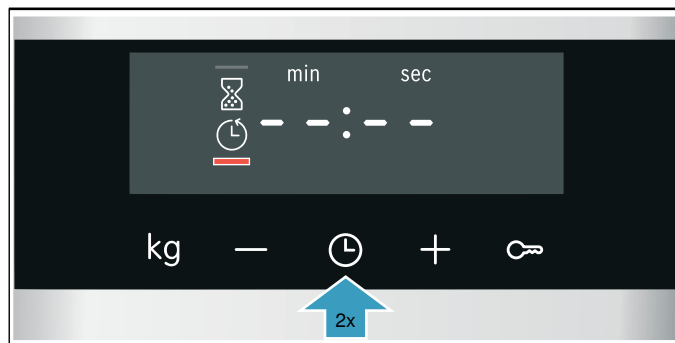 min sec
--:--
kg − +
2x